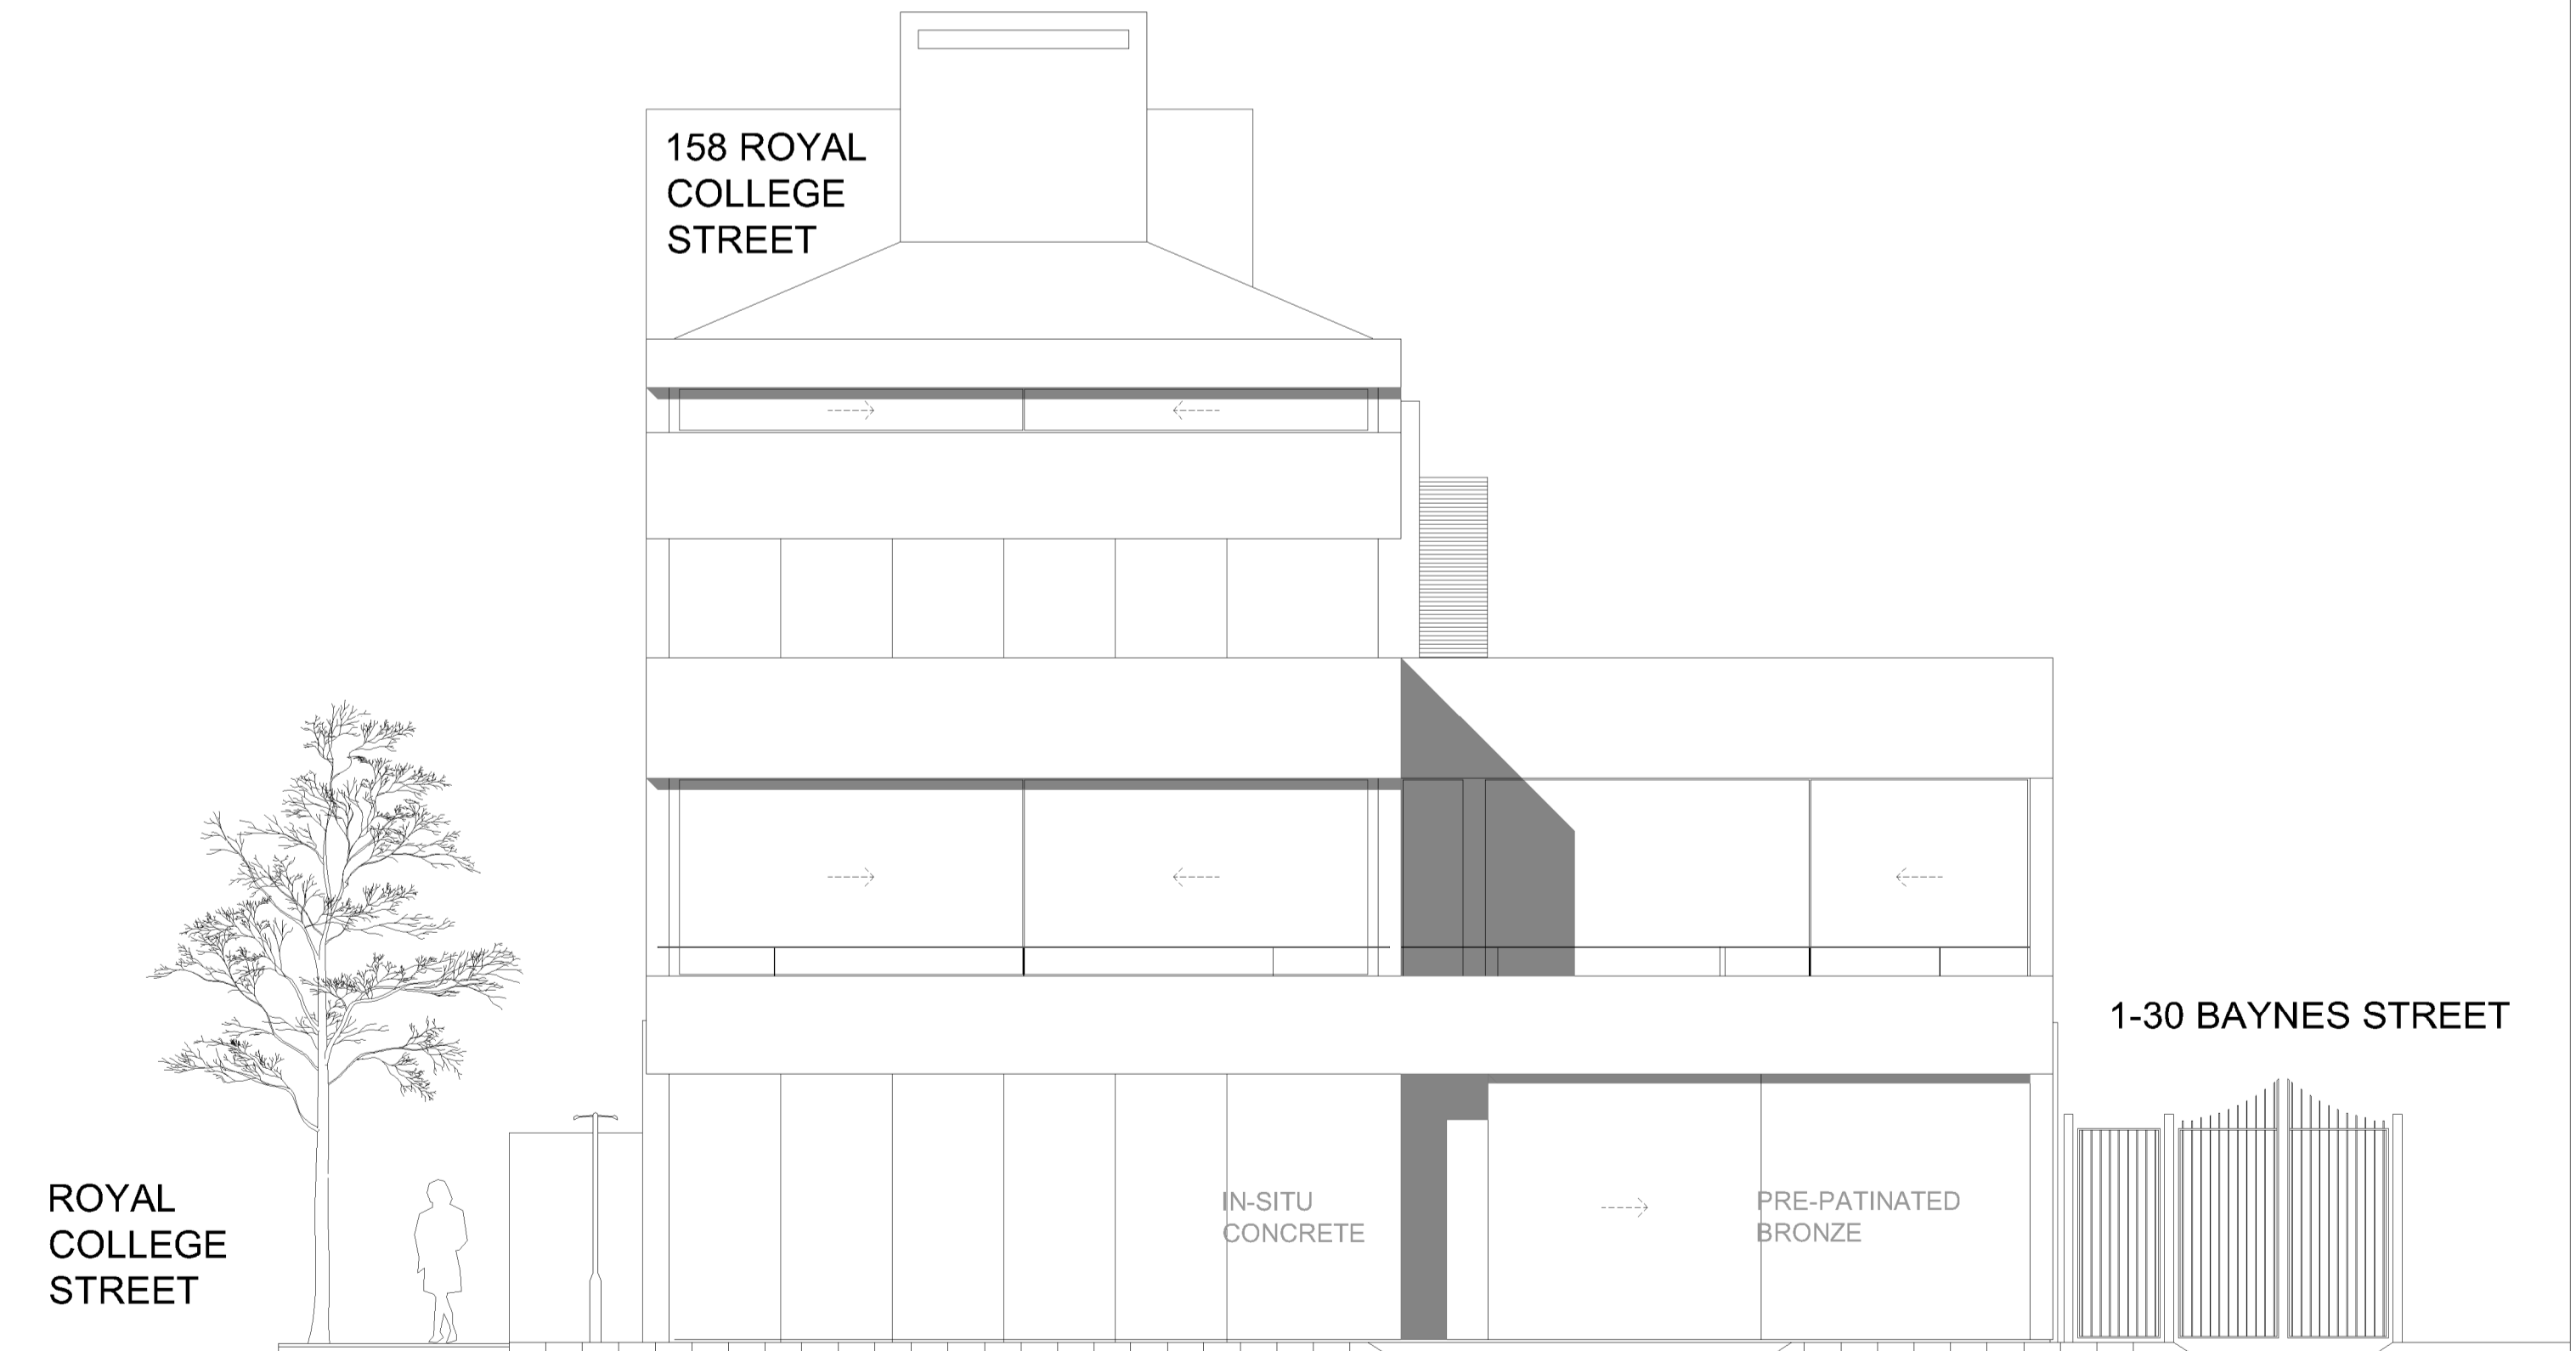 158 ROYAL
COLLEGE
STREET
1-30 BAYNES STREET
ROYAL
COLLEGE
STREET
IN-SITU
CONCRETE
PRE-PATINATED
BRONZE